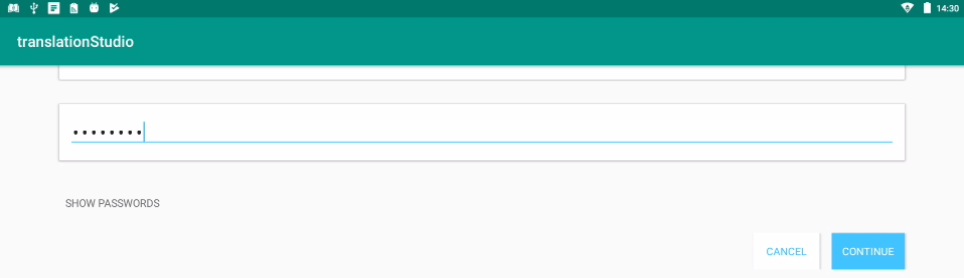 14:30
translationStudio
••••••••
SHOW PASSWORDS
CANCEL CONTINUE